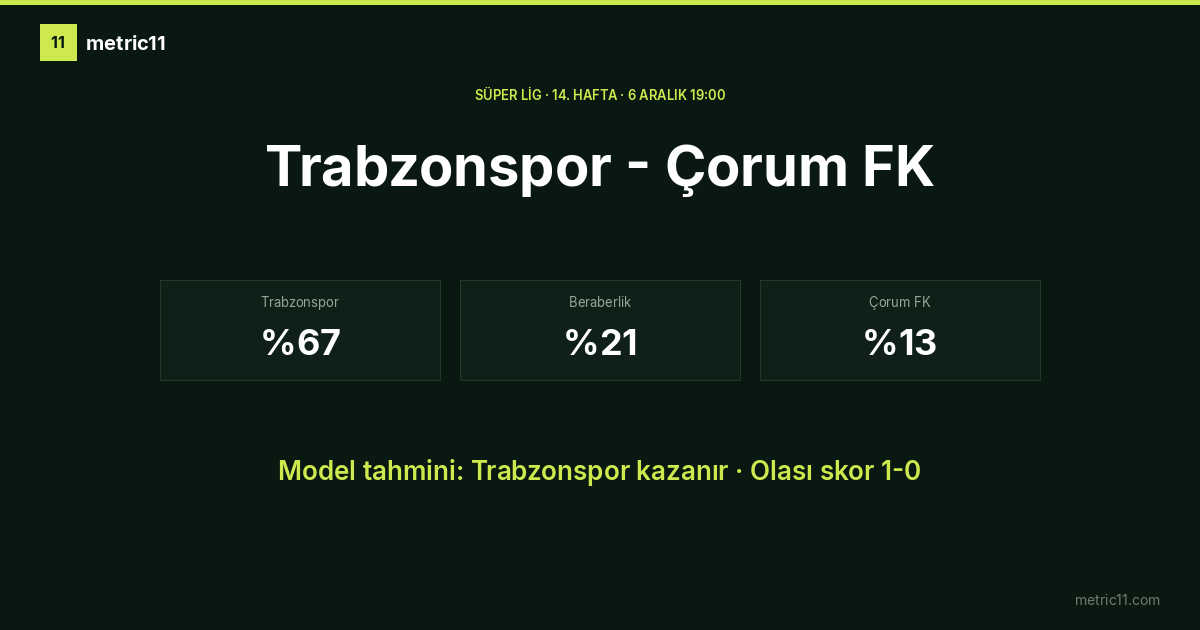 11 metric11
SÜPER LİG · 14. HAFTA · 6 ARALIK 19:00
Trabzonspor - Çorum FK
Trabzonspor Beraberlik Çorum FK
%67 %21 %13
Model tahmini: Trabzonspor kazanır · Olası skor 1-0
metric11.com